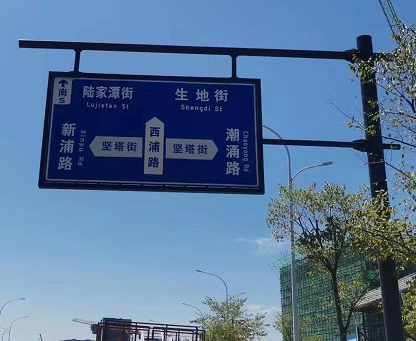 南
S
陆家潭街
Lujiatan St
生地街
Shengdi St
新浦路
Xinpu Rd
坚塔街
西浦路
坚塔街
潮涌路
Chaoyong Rd